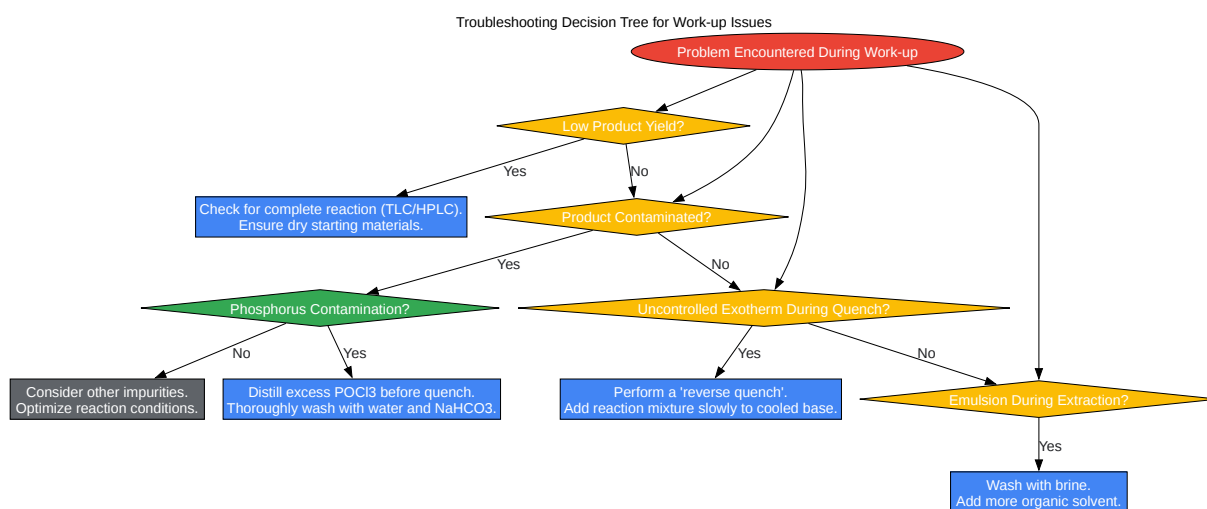 Troubleshooting Decision Tree for Work-up Issues
Problem Encountered During Work-up
Low Product Yield?
Yes
No
Check for complete reaction (TLC/HPLC).
Ensure dry starting materials.
Product Contaminated?
Yes
No
Phosphorus Contamination?
Uncontrolled Exotherm During Quench?
No
Yes
Yes
No
Consider other impurities.
Optimize reaction conditions.
Distill excess POCl3 before quench.
Thoroughly wash with water and NaHCO3.
Perform a 'reverse quench'.
Add reaction mixture slowly to cooled base.
Emulsion During Extraction?
Yes
Wash with brine.
Add more organic solvent.